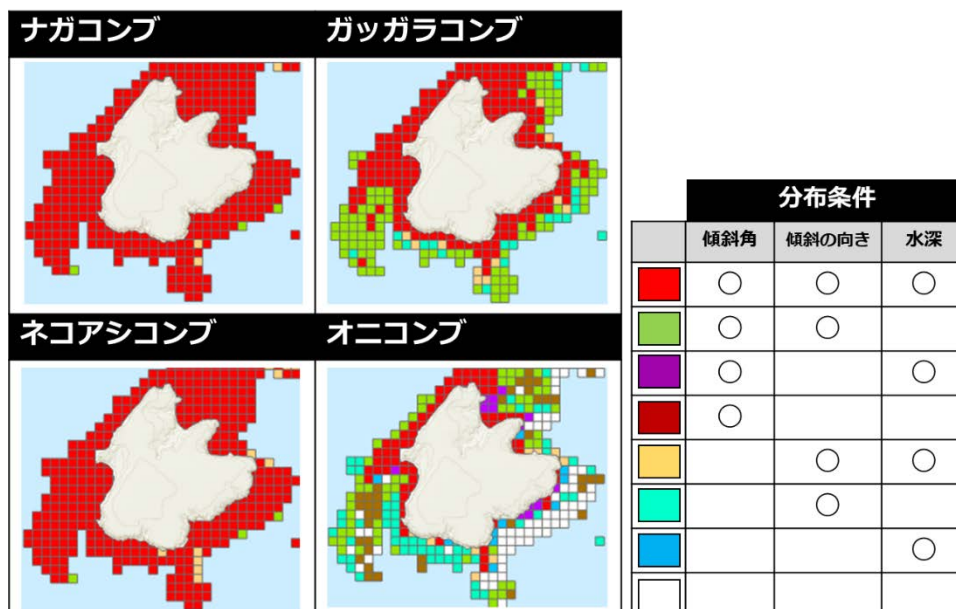 ナガコンブ
ガッガラコンブ
ネコアシコンブ
オニコンブ
分布条件
傾斜角 傾斜の向き 水深
○ ○ ○
○ ○
○ ○
○
○ ○
○
○